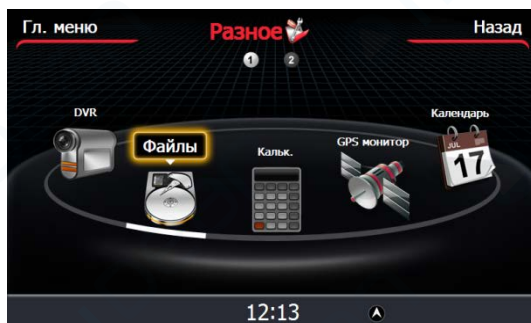 Гл. меню
Разное
Назад
1 2
DVR
Файлы
Кальк.
GPS монитор
Календарь
JUL
17
12:13